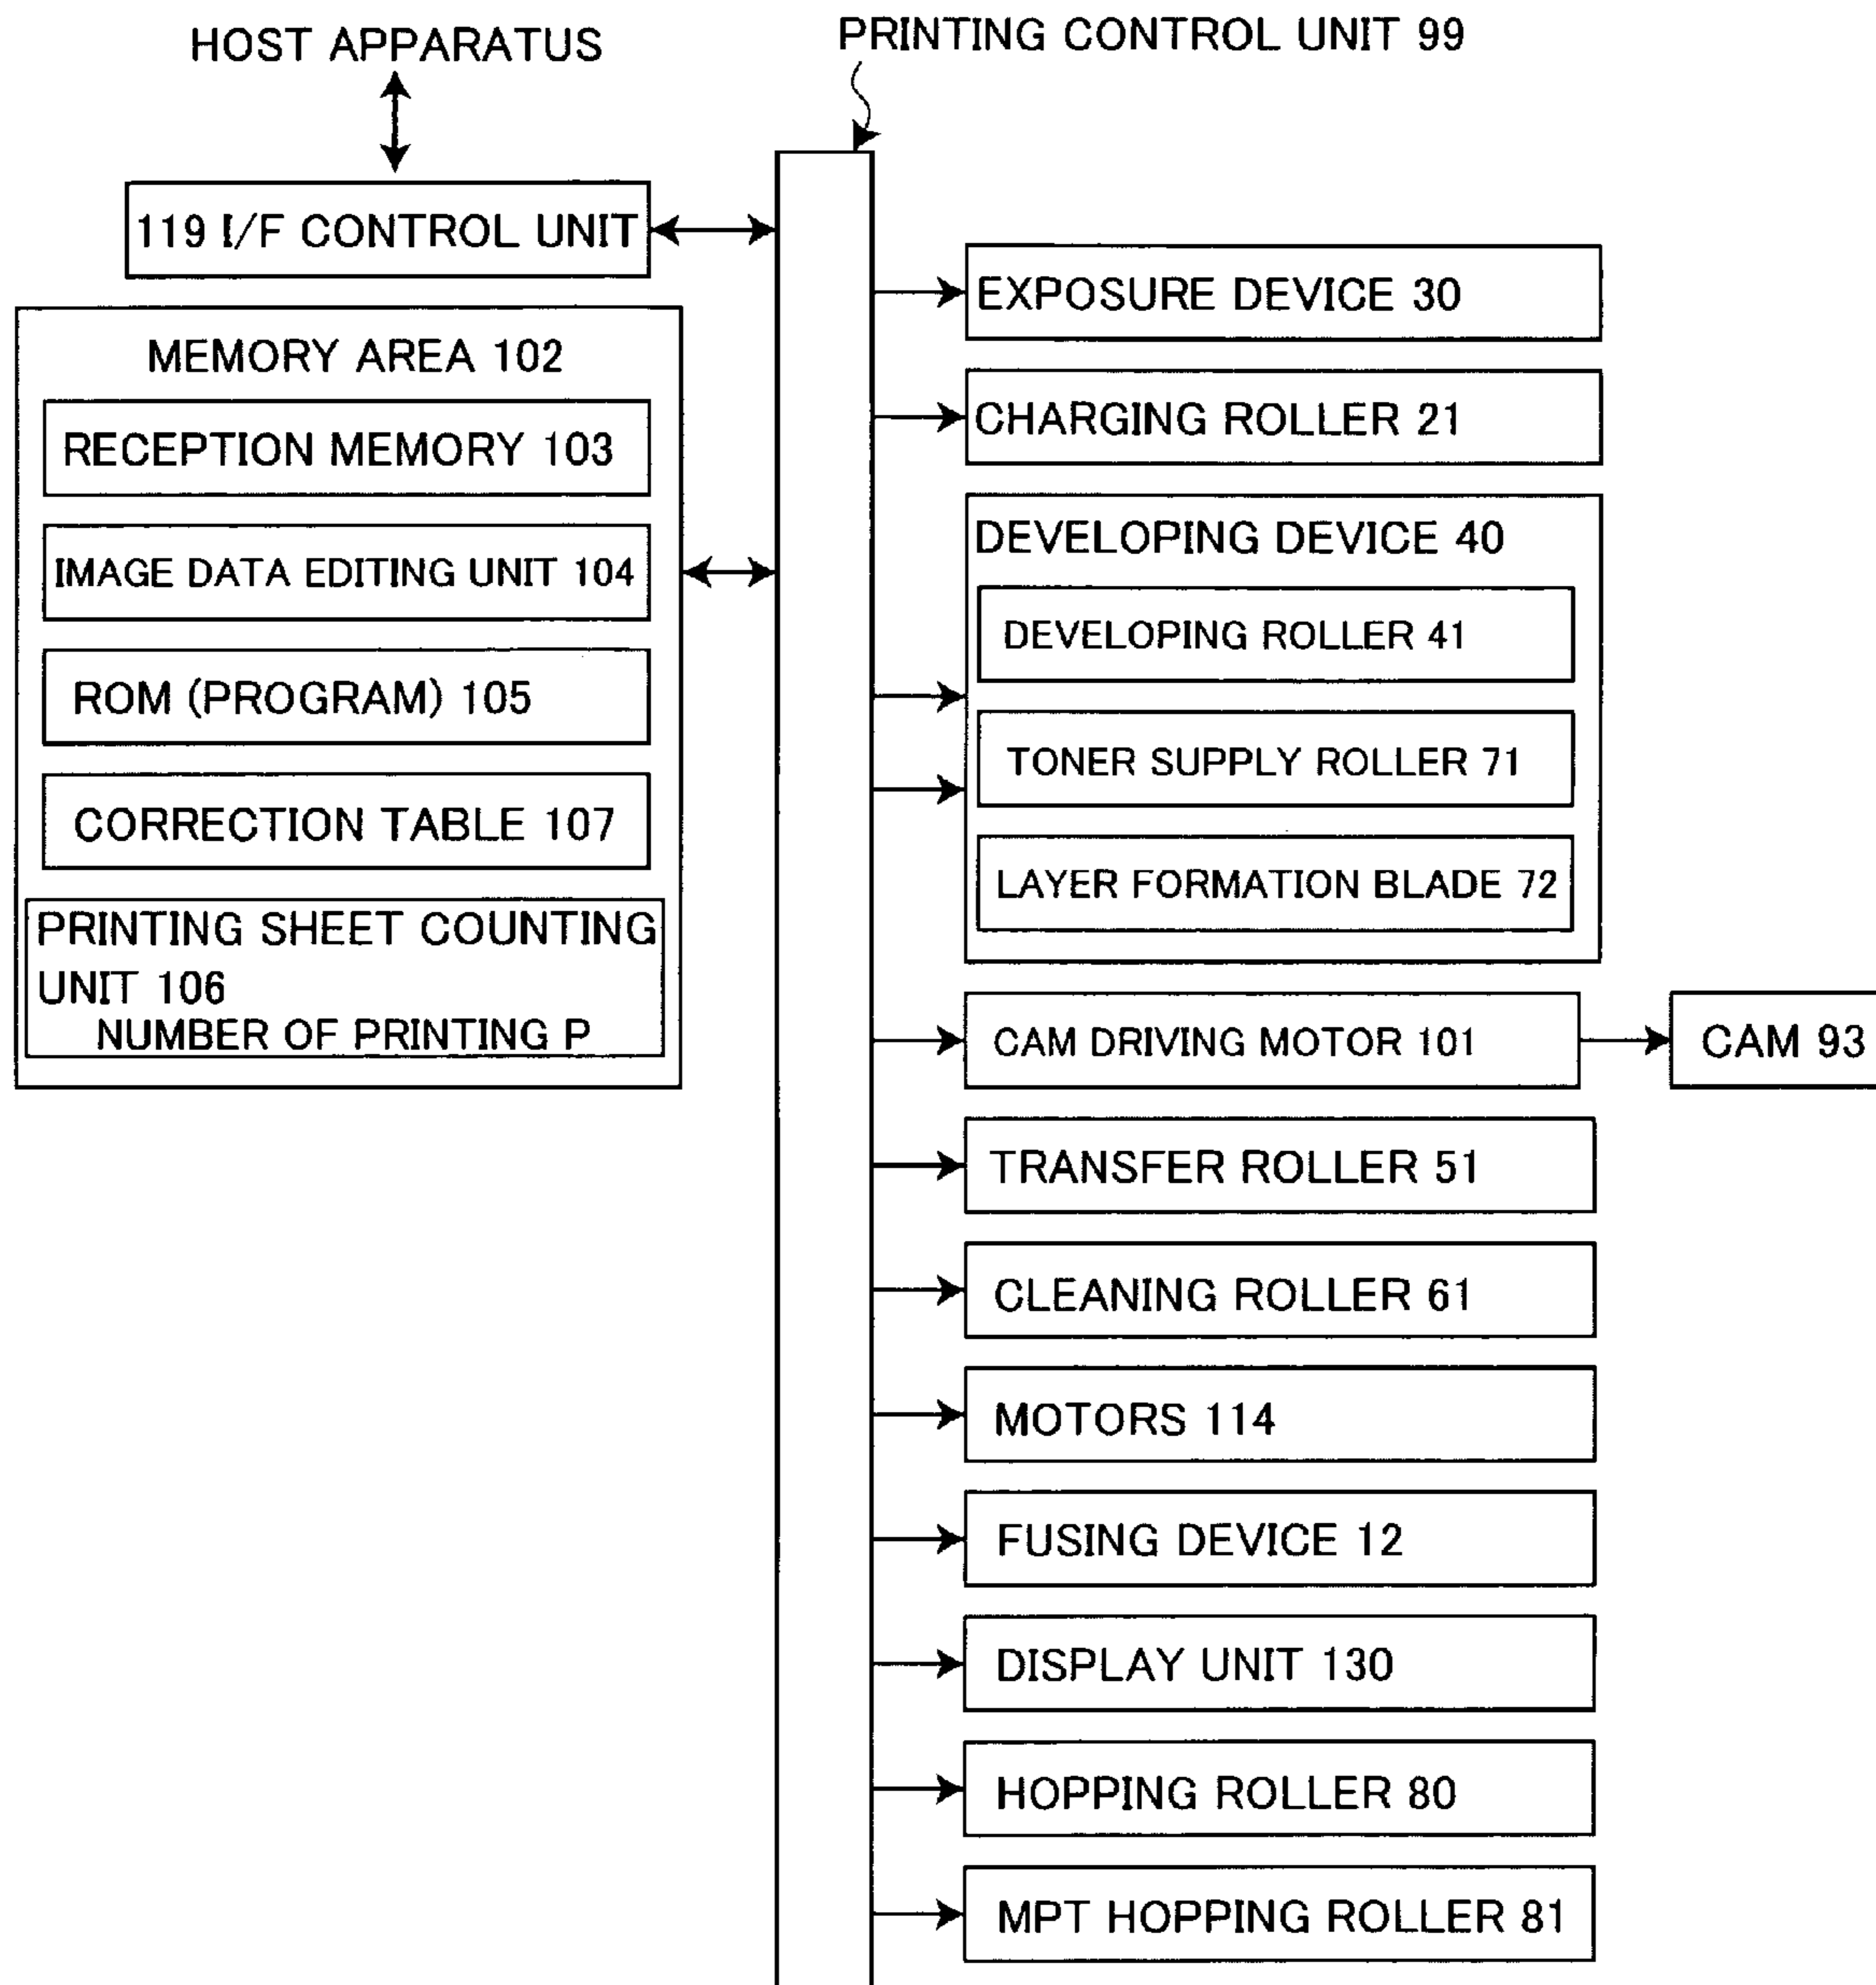 HOST APPARATUS
PRINTING CONTROL UNIT 99
119 I/F CONTROL UNIT
MEMORY AREA 102
RECEPTION MEMORY 103
IMAGE DATA EDITING UNIT 104
ROM (PROGRAM) 105
CORRECTION TABLE 107
PRINTING SHEET COUNTING
UNIT 106
NUMBER OF PRINTING P
EXPOSURE DEVICE 30
CHARGING ROLLER 21
DEVELOPING DEVICE 40
DEVELOPING ROLLER 41
TONER SUPPLY ROLLER 71
LAYER FORMATION BLADE 72
CAM DRIVING MOTOR 101
CAM 93
TRANSFER ROLLER 51
CLEANING ROLLER 61
MOTORS 114
FUSING DEVICE 12
DISPLAY UNIT 130
HOPPING ROLLER 80
MPT HOPPING ROLLER 81